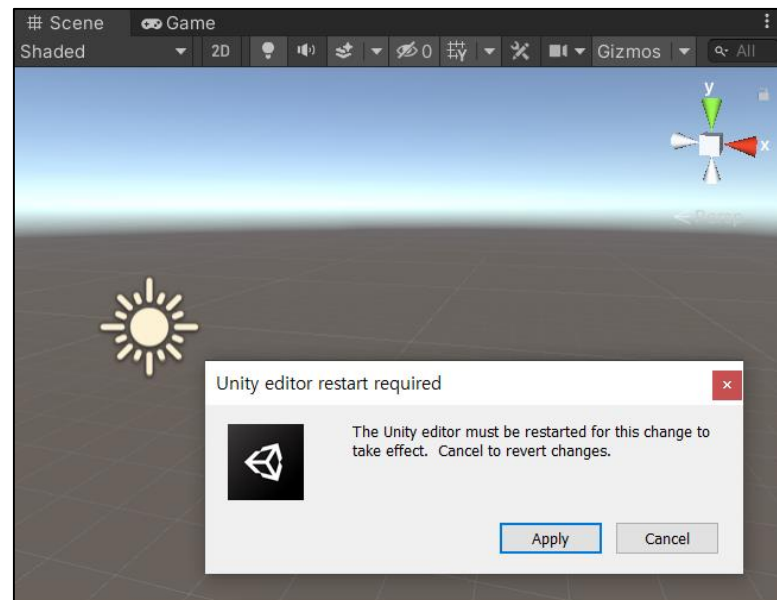 Scene Game
Shaded 2D 0 Gizmos All
y
x
Persp
Unity editor restart required
The Unity editor must be restarted for this change to
take effect. Cancel to revert changes.
Apply Cancel